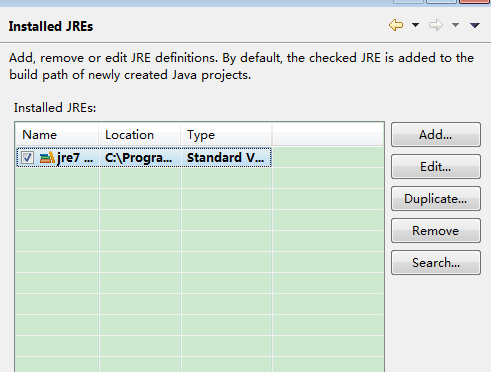 Installed JREs
Add, remove or edit JRE definitions. By default, the checked JRE is added to the
build path of newly created Java projects.
Installed JREs:
Name Location Type
jre7 ... C:\Progra... Standard V...
Add...
Edit...
Duplicate...
Remove
Search...